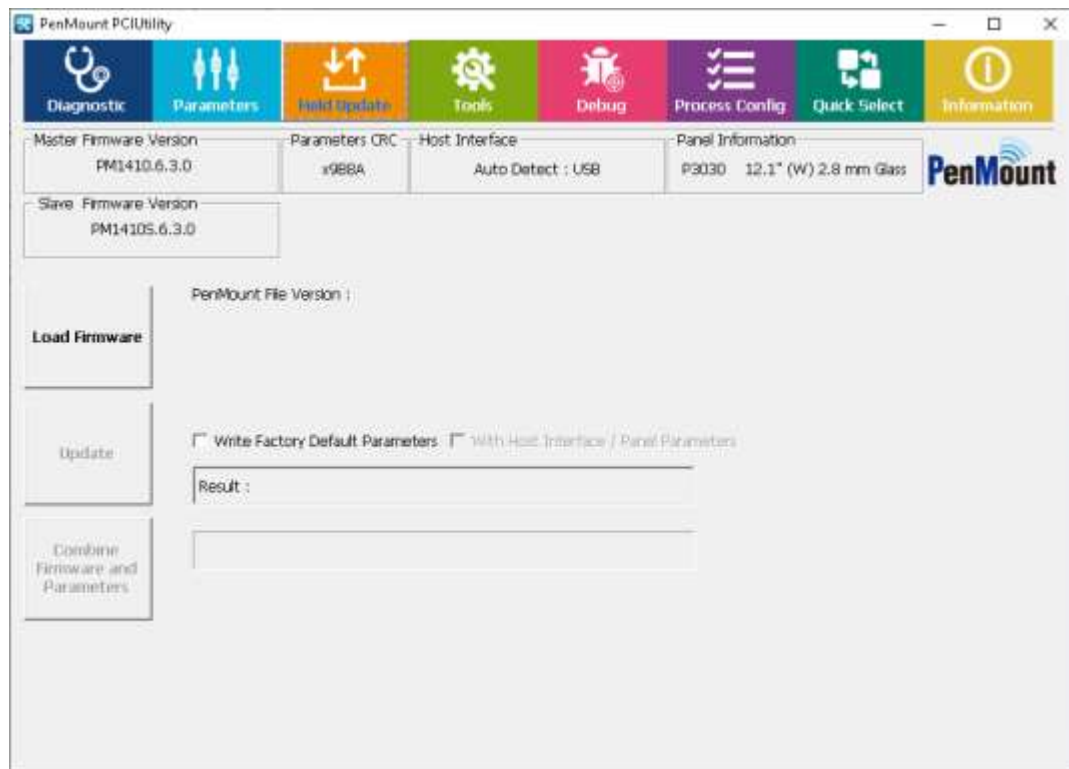 PenMount PCIUtility
Diagnostic Parameters Field Update Tools Debug Process Config Quick Select Information
Master Firmware Version Parameters CRC Host Interface Panel Information
PM1410.6.3.0 x9B8A Auto Detect : USB P3030 12.1" (W) 2.8 mm Glass PenMount
Slave Firmware Version
PM1410S.6.3.0
PenMount File Version :
Load Firmware
Update
Write Factory Default Parameters With Host Interface / Panel Parameters
Result :
Combine
Firmware and
Parameters